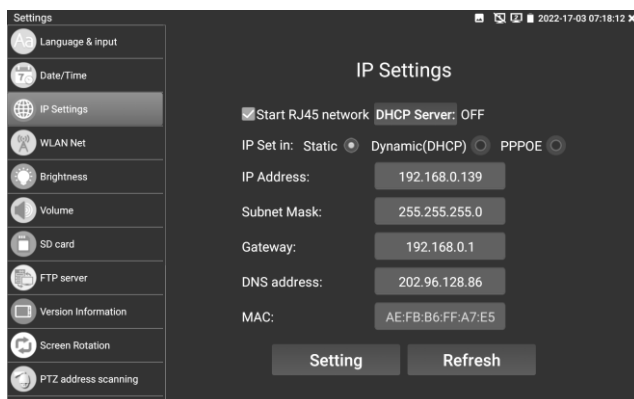 Settings
2022-17-03 07:18:12
Language & input
Date/Time
IP Settings
WLAN Net
Brightness
Volume
SD card
FTP server
Version Information
Screen Rotation
PTZ address scanning
IP Settings
Start RJ45 network DHCP Server: OFF
IP Set in: Static Dynamic(DHCP) PPPOE
IP Address: 192.168.0.139
Subnet Mask: 255.255.255.0
Gateway: 192.168.0.1
DNS address: 202.96.128.86
MAC: AE:FB:B6:FF:A7:E5
Setting Refresh